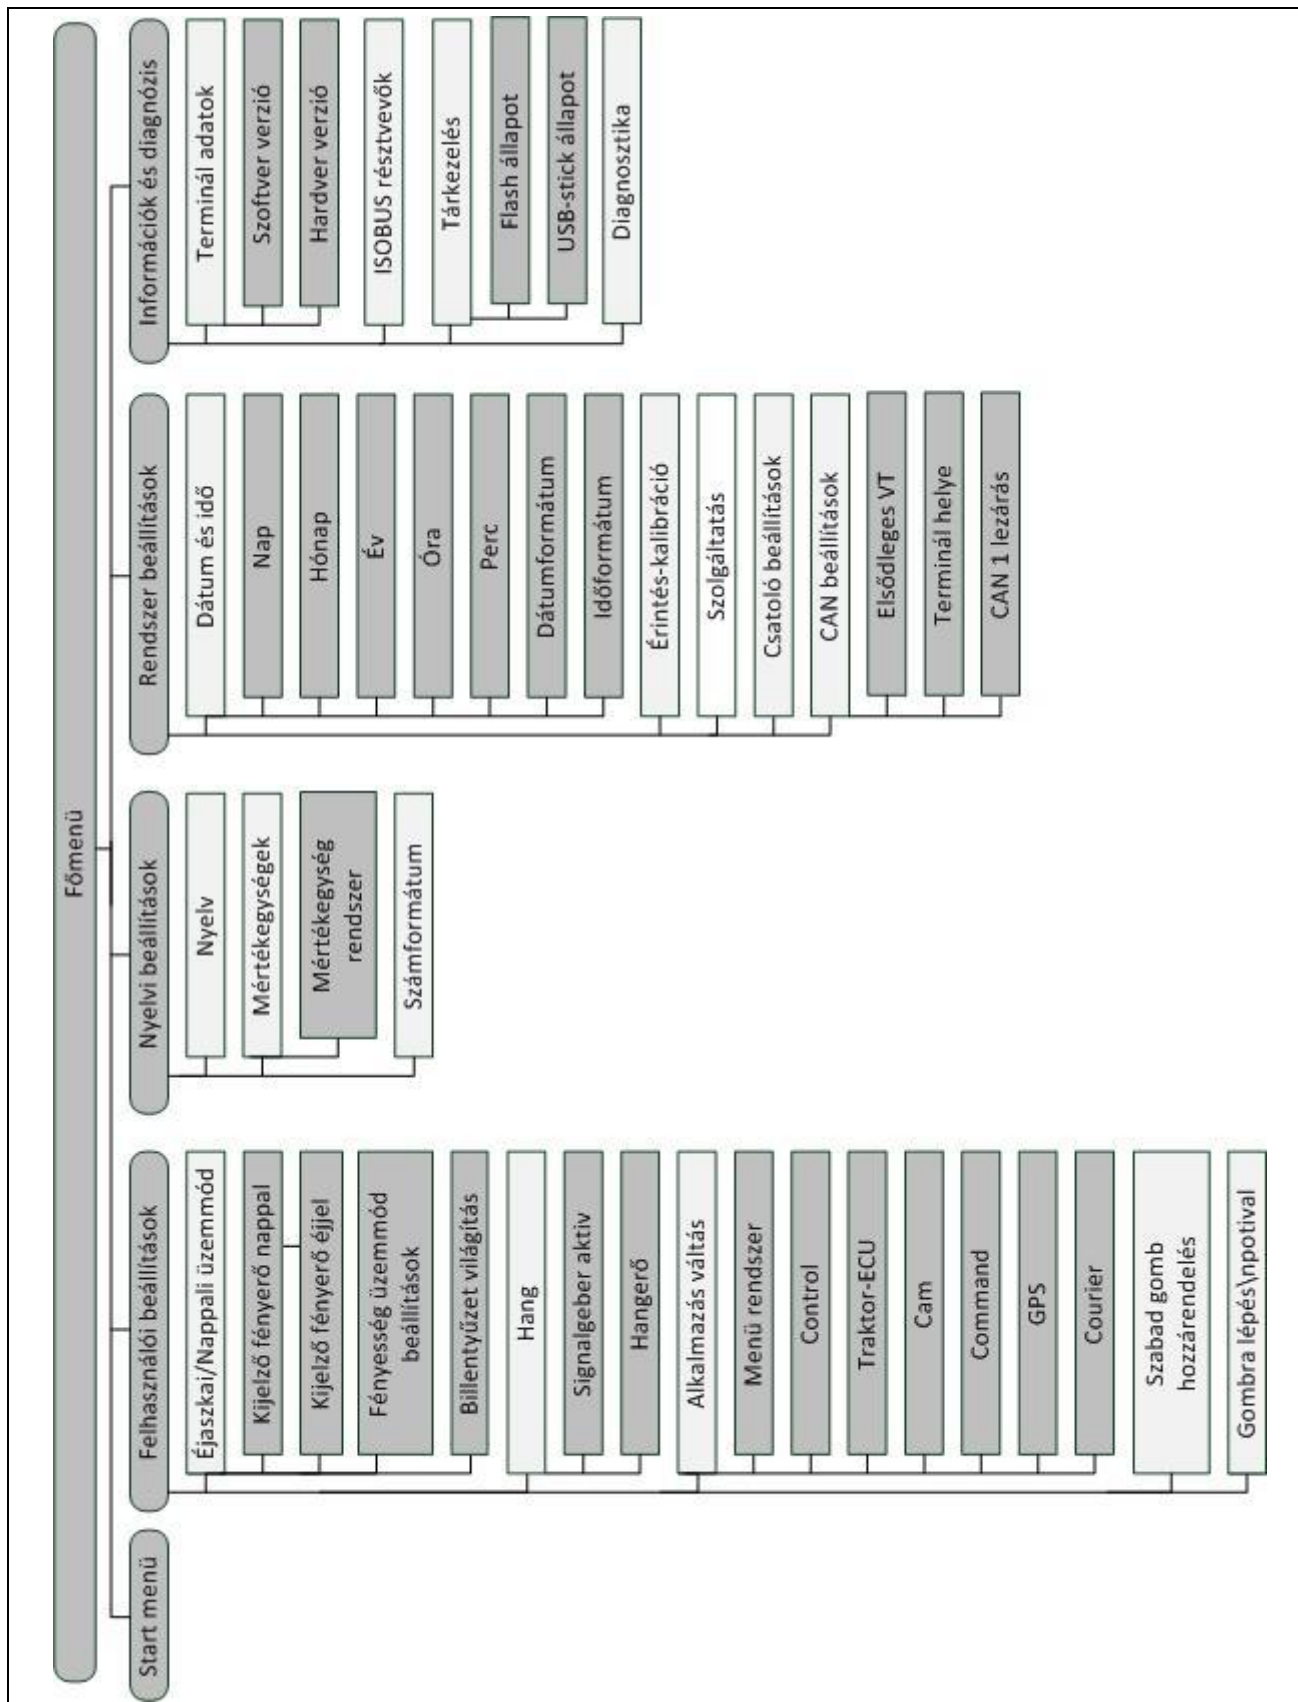 Főmenü
Start menü
Felhasználói beállítások
Éjaszkai/Nappali üzemmód
Kijelző fényerő nappal
Kijelző fényerő éjjel
Fényesség üzemmód
beállítások
Billentyűzet világítás
Hang
Signalgeber aktiv
Hangerő
Alkalmazás váltás
Menü rendszer
Control
Traktor-ECU
Cam
Command
GPS
Courier
Szabad gomb
hozzárendelés
Gombra lépés\npotival
Nyelvi beállítások
Nyelv
Mértékegységek
Mértékegység
rendszer
Számformátum
Rendszer beállítások
Dátum és idő
Nap
Hónap
Év
Óra
Perc
Dátumformátum
Időformátum
Érintés-kalibráció
Szolgáltatás
Csatoló beállítások
CAN beállítások
Elsődleges VT
Terminál helye
CAN 1 lezárás
Információk és diagnózis
Terminál adatok
Szoftver verzió
Hardver verzió
ISOBUS résztvevők
Tárkezelés
Flash állapot
USB-stick állapot
Diagnosztika